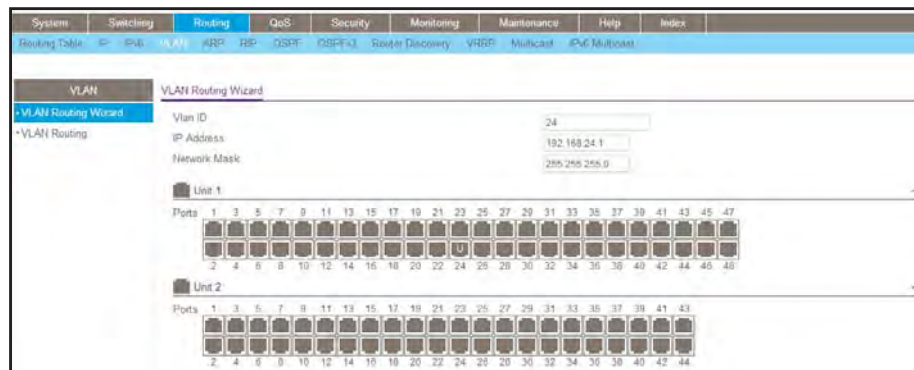 System Switching Routing QoS Security Monitoring Maintenance Help Index
Routing Table IP IPv6 VLAN ARP RIP OSPF OSPFv3 Router Discovery VRRP Multicast IPv6 Multicast
VLAN
VLAN Routing Wizard
VLAN Routing
VLAN Routing Wizard
Vlan ID 24
IP Address 192.168.24.1
Network Mask 255.255.255.0
Unit 1
Ports 1 3 5 7 9 11 13 15 17 19 21 23 25 27 29 31 33 35 37 39 41 43 45 47
U
2 4 6 8 10 12 14 16 18 20 22 24 26 28 30 32 34 36 38 40 42 44 46 48
Unit 2
Ports 1 3 5 7 9 11 13 15 17 19 21 23 25 27 29 31 33 35 37 39 41 43
2 4 6 8 10 12 14 16 18 20 22 24 26 28 30 32 34 36 38 40 42 44